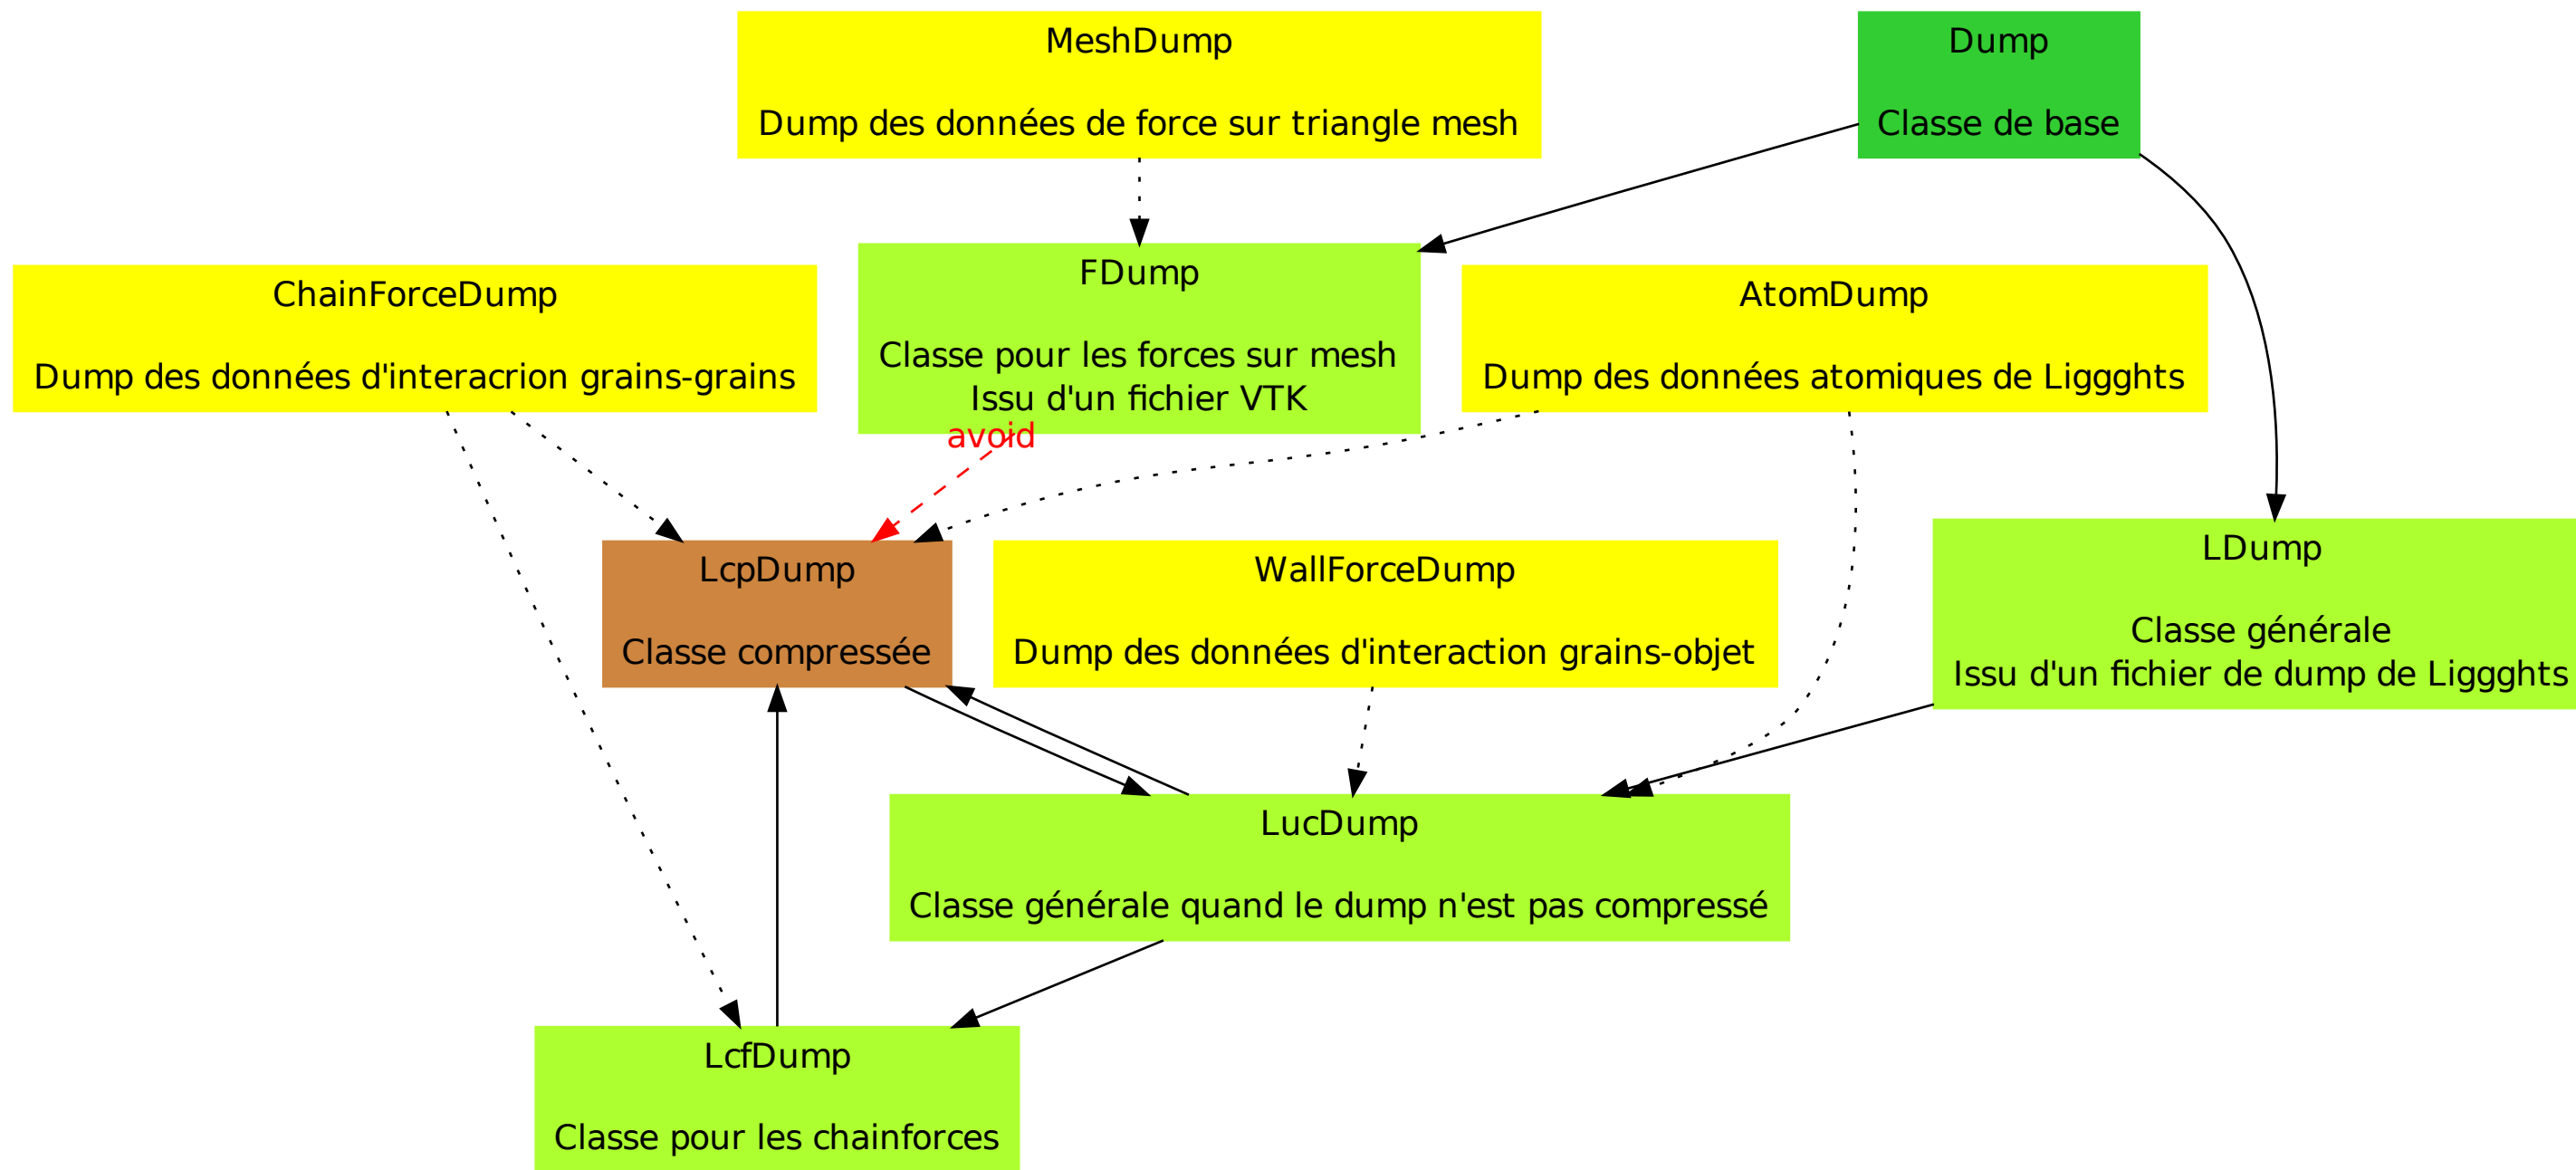 MeshDump
Dump des données de force sur triangle mesh
Dump
Classe de base
FDump
Classe pour les forces sur mesh
Issu d'un fichier VTK
ChainForceDump
Dump des données d'interacrion grains-grains
AtomDump
Dump des données atomiques de Liggghts
avoid
LcpDump
Classe compressée
WallForceDump
Dump des données d'interaction grains-objet
LDump
Classe générale
Issu d'un fichier de dump de Liggghts
LucDump
Classe générale quand le dump n'est pas compressé
LcfDump
Classe pour les chainforces